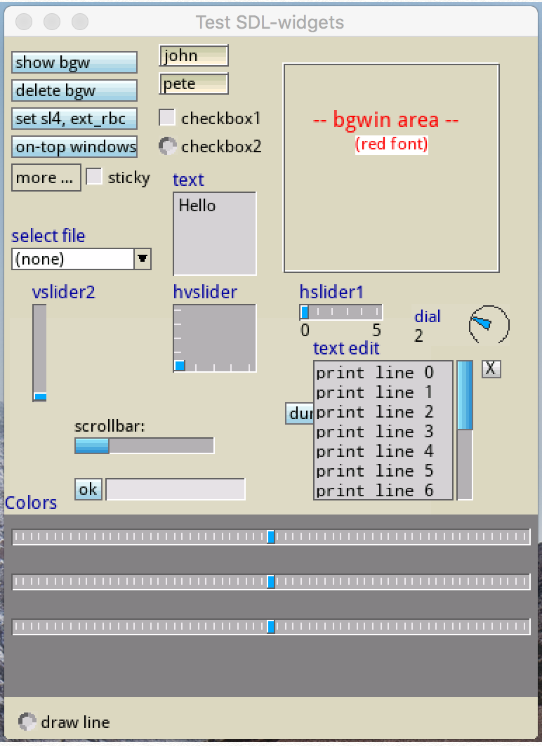 Test SDL-widgets
show bgw
delete bgw
set sl4, ext_rbc
on-top windows
more ...
sticky
john
pete
checkbox1
checkbox2
text
Hello
-- bgwin area --
(red font)
select file
(none)
vslider2
hvslider
hslider1
0 5
dial
2
text edit
print line 0
print line 1
print line 2
print line 3
print line 4
print line 5
print line 6
X
scrollbar:
ok
Colors
draw line